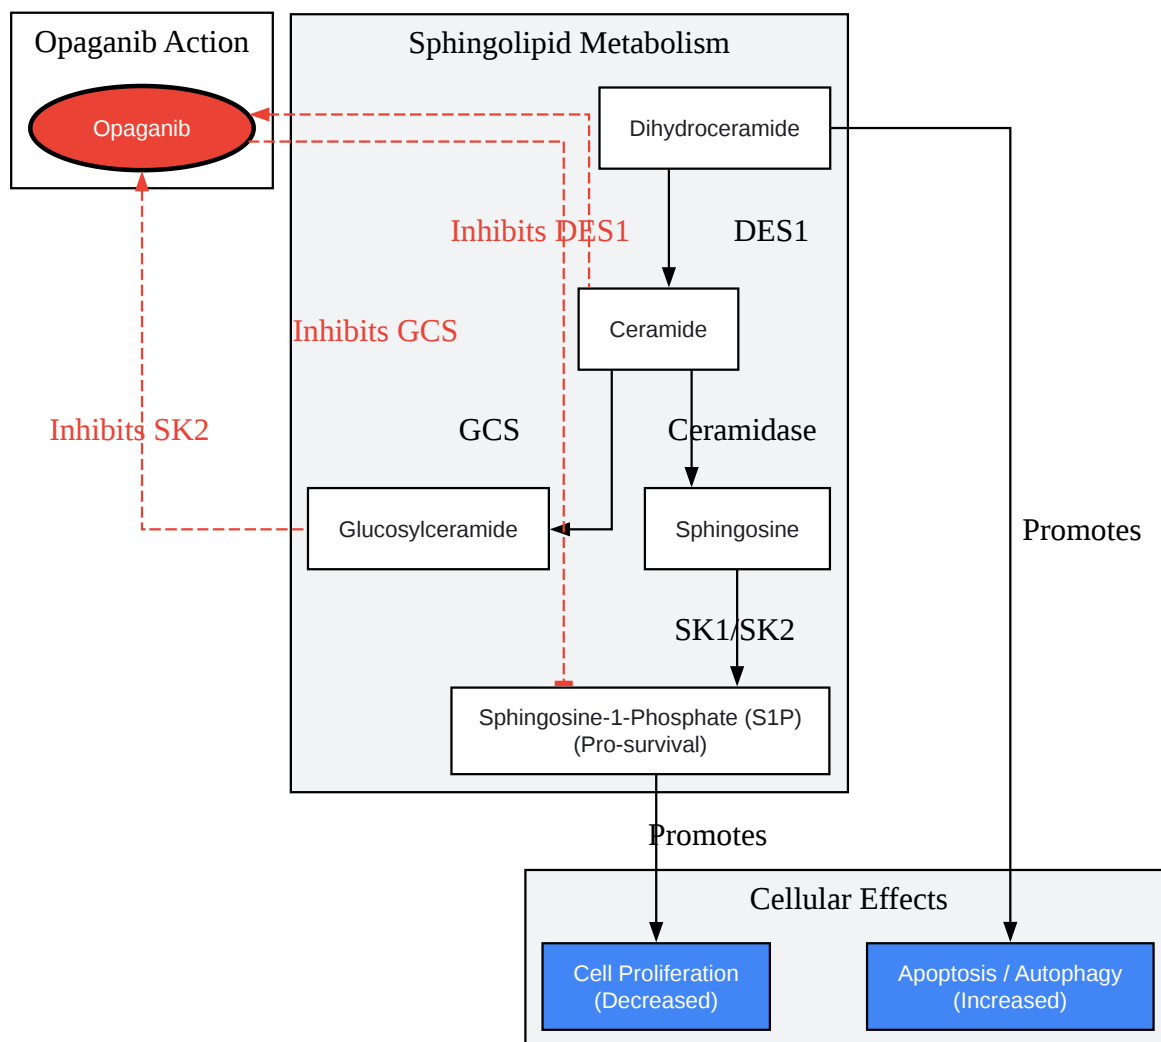 Opaganib Action
Sphingolipid Metabolism
Opaganib
Dihydroceramide
Inhibits DES1
DES1
Inhibits GCS
Ceramide
Inhibits SK2
GCS
Ceramidase
Glucosylceramide
Sphingosine
Promotes
SK1/SK2
Sphingosine-1-Phosphate (S1P)
(Pro-survival)
Promotes
Cellular Effects
Cell Proliferation
(Decreased)
Apoptosis / Autophagy
(Increased)